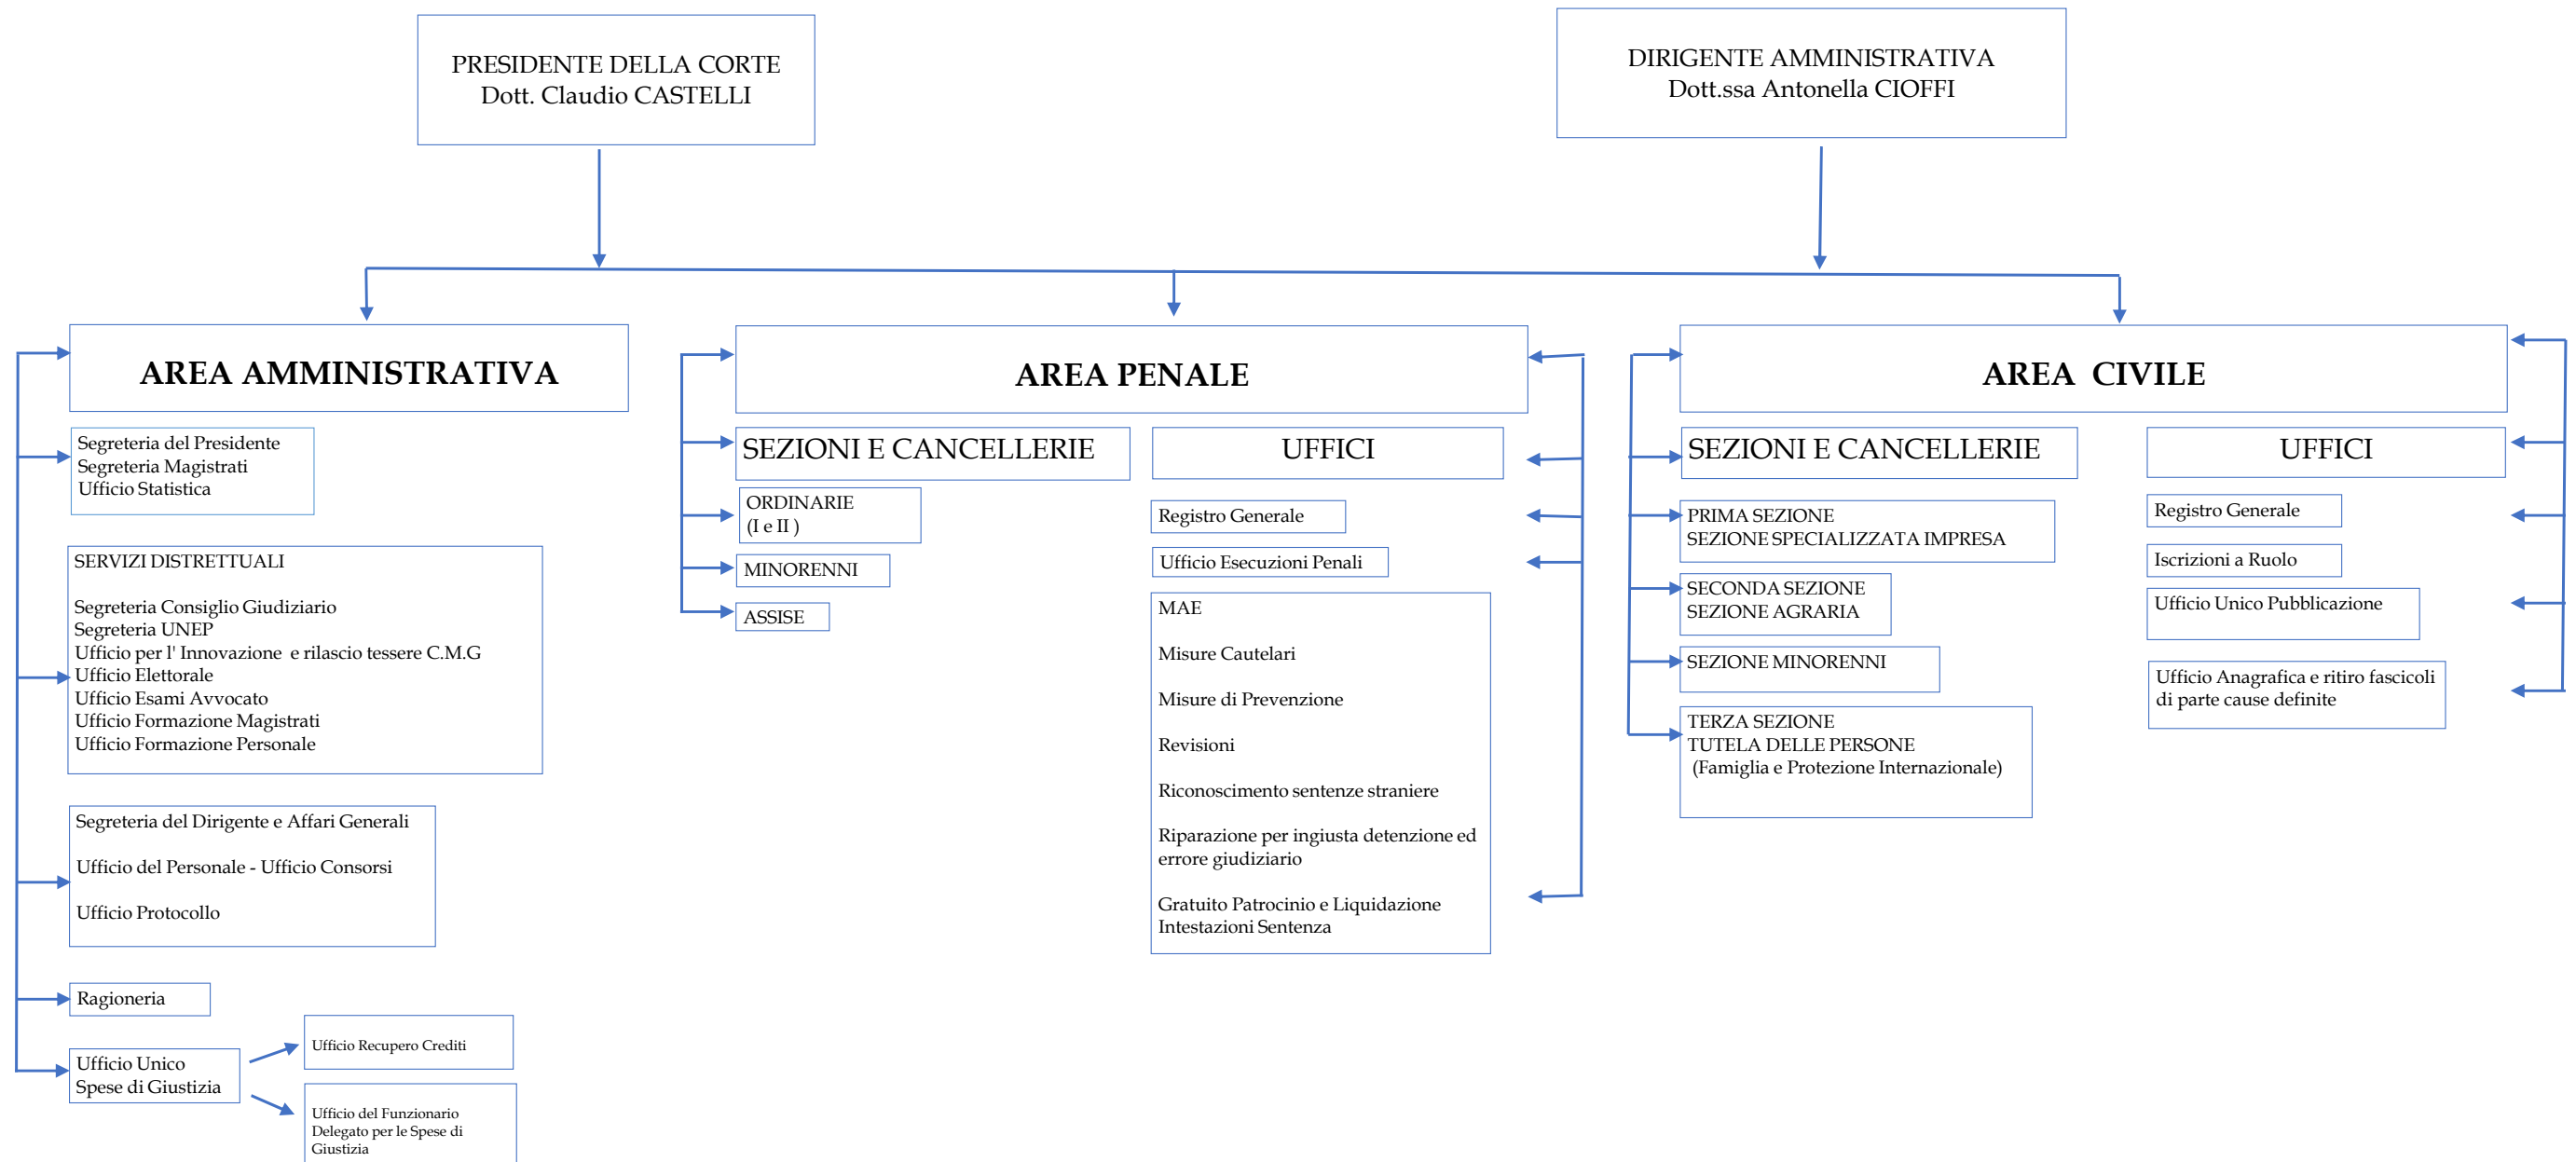 PRESIDENTE DELLA CORTE
Dott. Claudio CASTELLI
DIRIGENTE AMMINISTRATIVA
Dott.ssa Antonella CIOFFI
AREA AMMINISTRATIVA
Segreteria del Presidente
Segreteria Magistrati
Ufficio Statistica
SERVIZI DISTRETTUALI
Segreteria Consiglio Giudiziario
Segreteria UNEP
Ufficio per l' Innovazione e rilascio tessere C.M.G
Ufficio Elettorale
Ufficio Esami Avvocato
Ufficio Formazione Magistrati
Ufficio Formazione Personale
Segreteria del Dirigente e Affari Generali
Ufficio del Personale - Ufficio Consorsi
Ufficio Protocollo
Ragioneria
Ufficio Unico
Spese di Giustizia
Ufficio Recupero Crediti
Ufficio del Funzionario
Delegato per le Spese di
Giustizia
AREA PENALE
SEZIONI E CANCELLERIE
ORDINARIE
(I e II )
MINORENNI
ASSISE
UFFICI
Registro Generale
Ufficio Esecuzioni Penali
MAE
Misure Cautelari
Misure di Prevenzione
Revisioni
Riconoscimento sentenze straniere
Riparazione per ingiusta detenzione ed
errore giudiziario
Gratuito Patrocinio e Liquidazione
Intestazioni Sentenza
AREA CIVILE
SEZIONI E CANCELLERIE
PRIMA SEZIONE
SEZIONE SPECIALIZZATA IMPRESA
SECONDA SEZIONE
SEZIONE AGRARIA
SEZIONE MINORENNI
TERZA SEZIONE
TUTELA DELLE PERSONE
(Famiglia e Protezione Internazionale)
UFFICI
Registro Generale
Iscrizioni a Ruolo
Ufficio Unico Pubblicazione
Ufficio Anagrafica e ritiro fascicoli
di parte cause definite